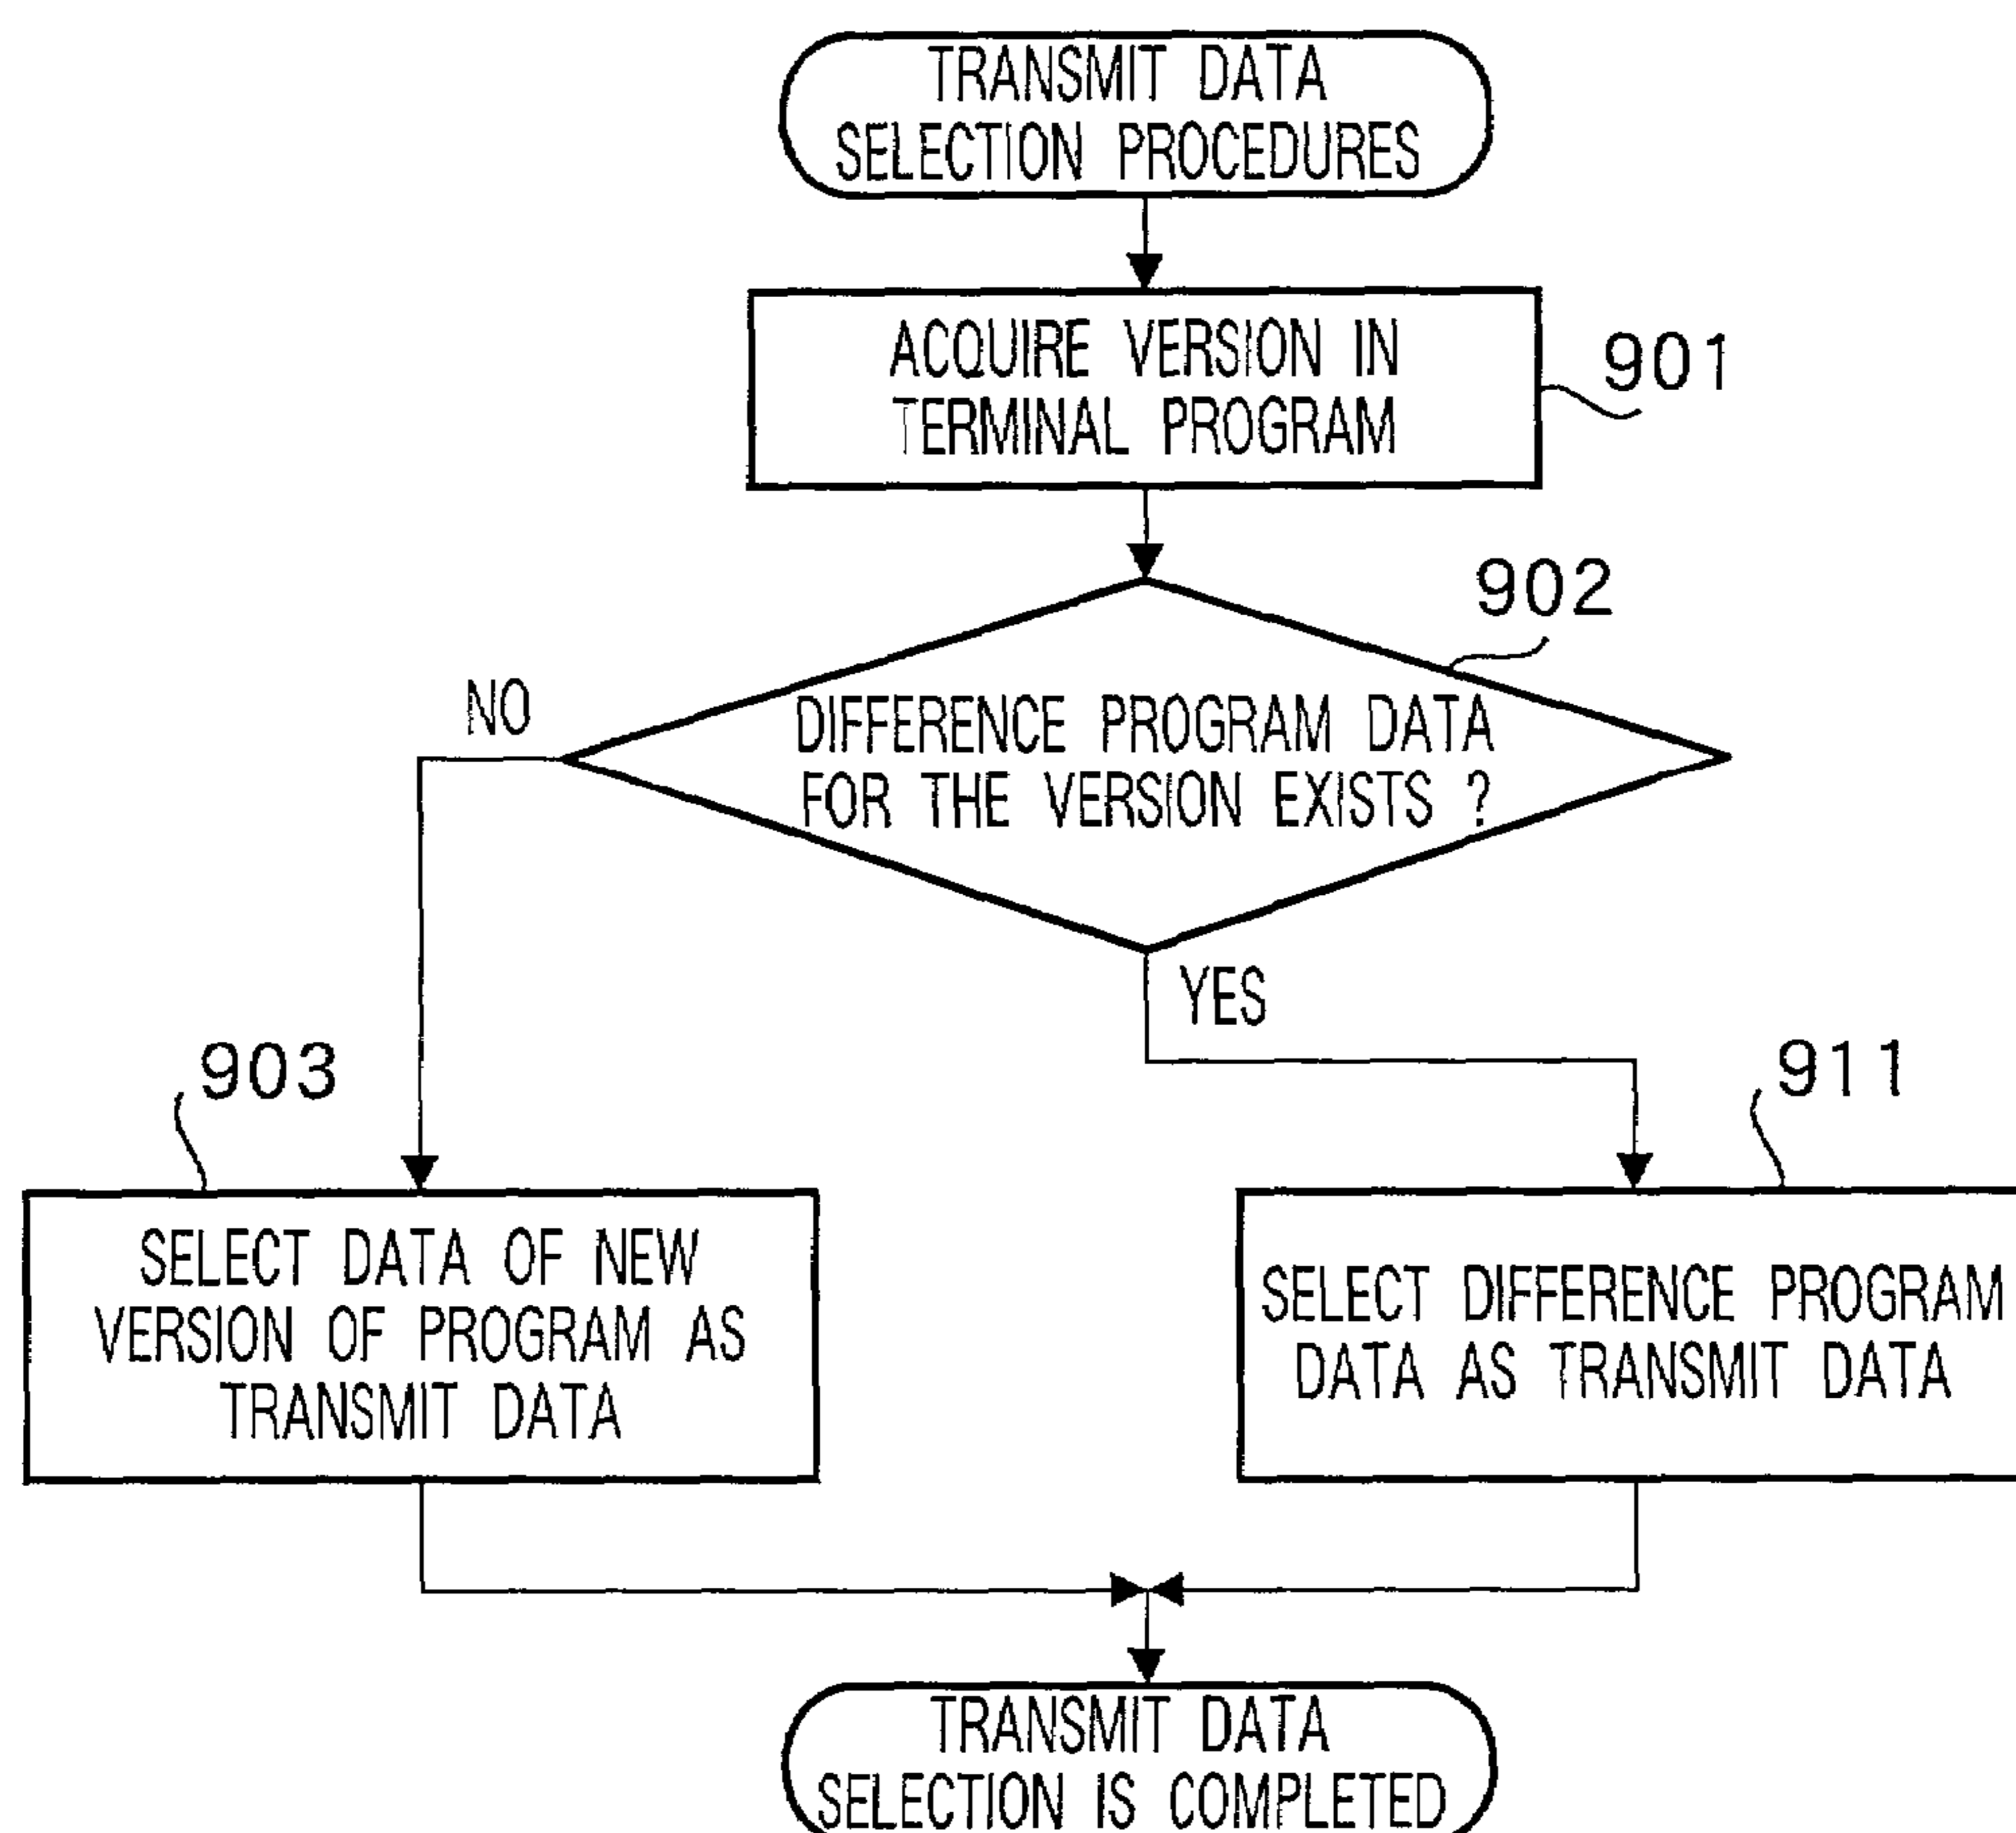 TRANSMIT DATA
SELECTION PROCEDURES
ACQUIRE VERSION IN
TERMINAL PROGRAM
901
902
DIFFERENCE PROGRAM DATA
FOR THE VERSION EXISTS ?
NO
YES
903
SELECT DATA OF NEW
VERSION OF PROGRAM AS
TRANSMIT DATA
911
SELECT DIFFERENCE PROGRAM
DATA AS TRANSMIT DATA
TRANSMIT DATA
SELECTION IS COMPLETED